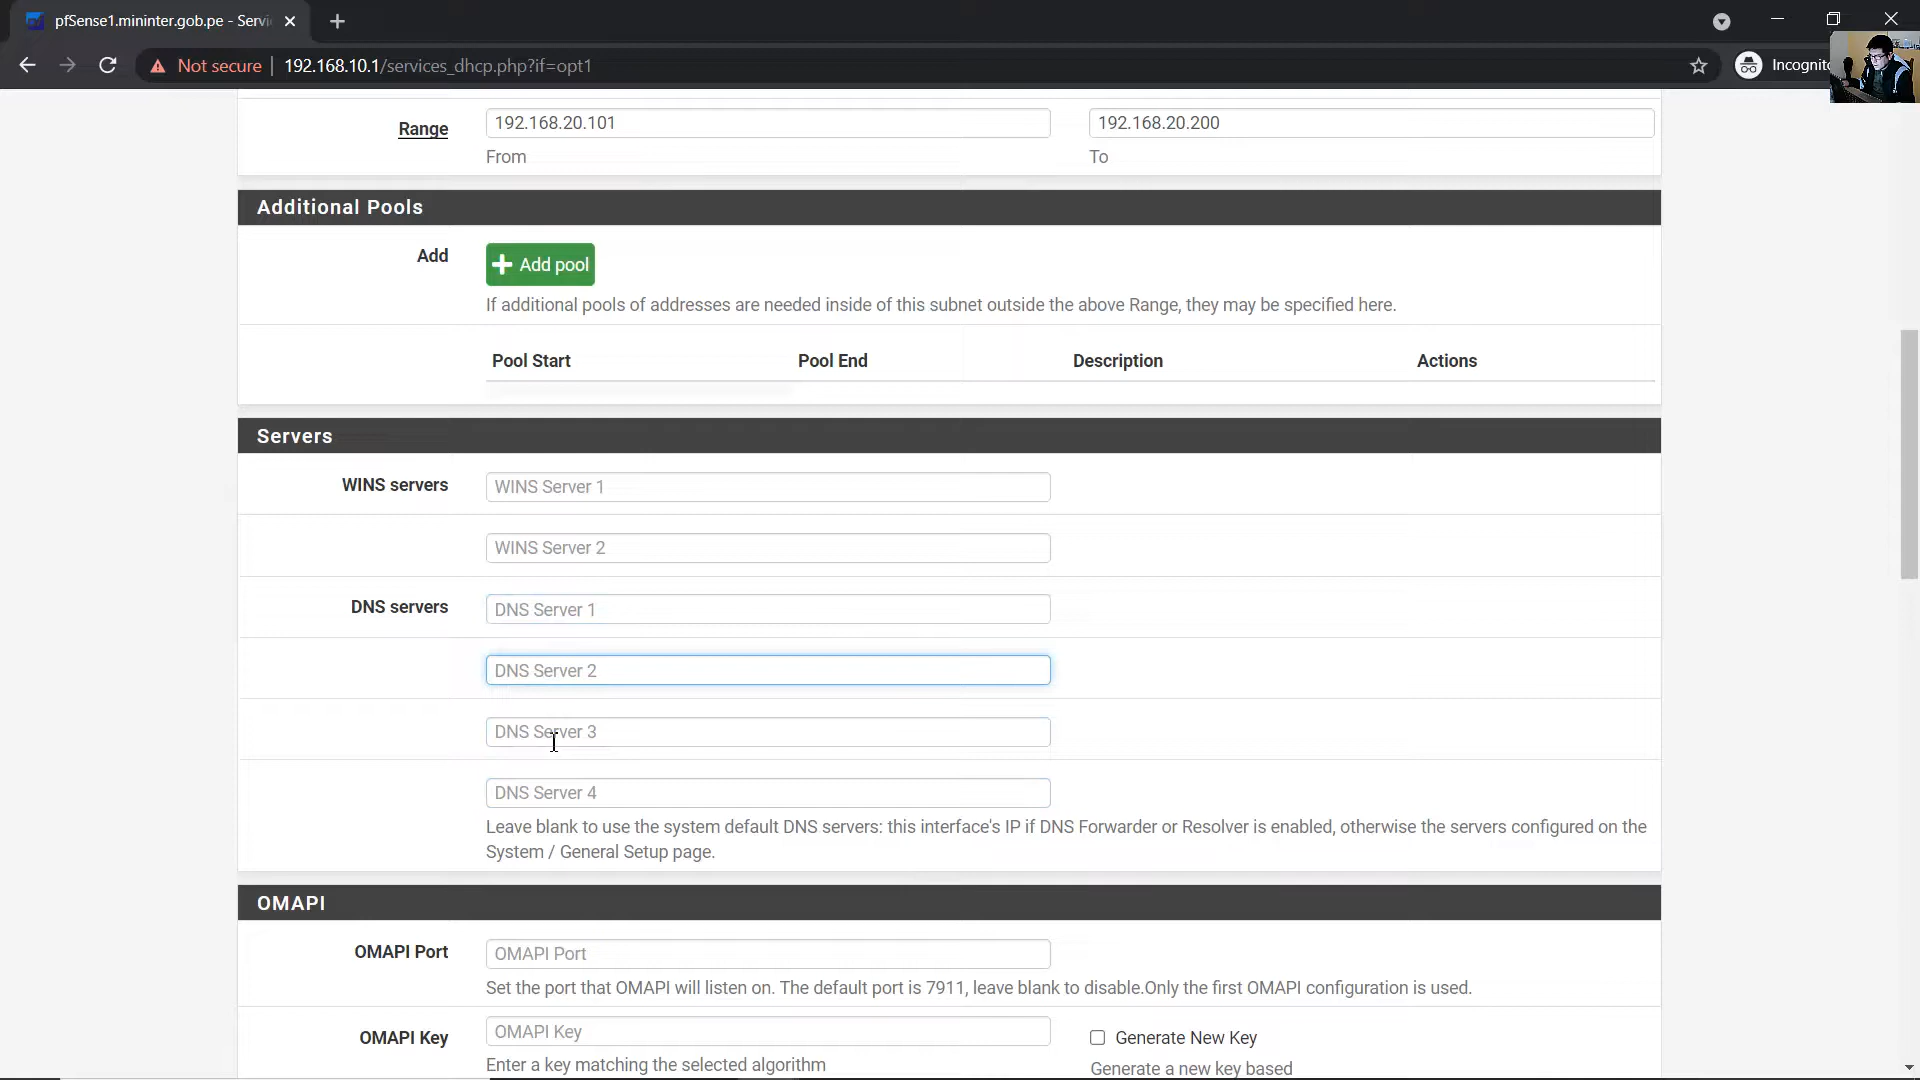 pfSense1.mininter.gob.pe - Servi
Not secure
192.168.10.1/services_dhcp.php?if=opt1
Incognito
Range
192.168.20.101
192.168.20.200
From
To
Additional Pools
Add
Add pool
If additional pools of addresses are needed inside of this subnet outside the above Range, they may be specified here.
Pool Start
Pool End
Description
Actions
Servers
WINS servers
WINS Server 1
WINS Server 2
DNS servers
DNS Server 1
DNS Server 2
DNS Server 3
DNS Server 4
Leave blank to use the system default DNS servers: this interface's IP if DNS Forwarder or Resolver is enabled, otherwise the servers configured on the
System / General Setup page.
OMAPI
OMAPI Port
OMAPI Port
Set the port that OMAPI will listen on. The default port is 7911, leave blank to disable.Only the first OMAPI configuration is used.
OMAPI Key
OMAPI Key
Generate New Key
Enter a key matching the selected algorithm
Generate a new key based